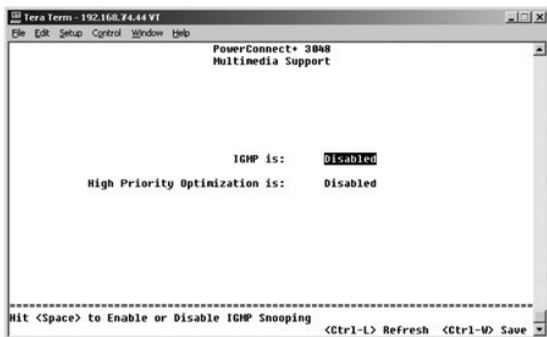 Tera Term - 192.168.74.44 VT
File Edit Setup Control Window Help
PowerConnect+ 3048
Multimedia Support
IGMP is: Disabled
High Priority Optimization is: Disabled
Hit <Space> to Enable or Disable IGMP Snooping
<Ctrl-L> Refresh <Ctrl-W> Save